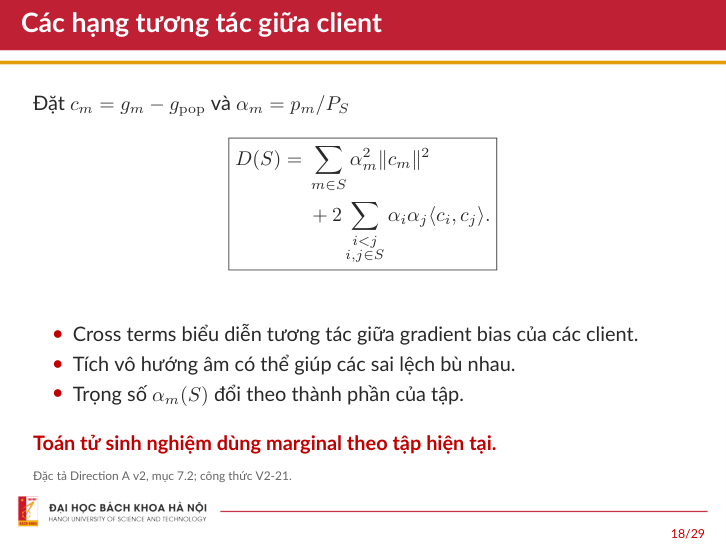 Các hạng tương tác giữa client
Đặt c_m = g_m − g_pop và α_m = p_m/P_S
D(S) = ∑_{m∈S} α_m^2 ‖c_m‖^2
+ 2 ∑_{i<j i,j∈S} α_i α_j ⟨c_i, c_j⟩.
• Cross terms biểu diễn tương tác giữa gradient bias của các client.
• Tích vô hướng âm có thể giúp các sai lệch bù nhau.
• Trọng số α_m(S) đổi theo thành phần của tập.
Toán tử sinh nghiệm dùng marginal theo tập hiện tại.
Đặc tả Direction A v2, mục 7.2; công thức V2-21.
ĐẠI HỌC BÁCH KHOA HÀ NỘI
HANOI UNIVERSITY OF SCIENCE AND TECHNOLOGY
18/29